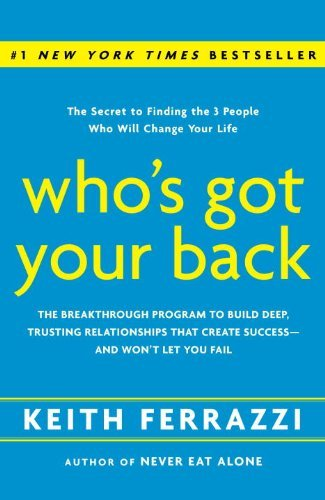 #1 NEW YORK TIMES BESTSELLER
The Secret to Finding the 3 People
Who Will Change Your Life
who's got
your back
THE BREAKTHROUGH PROGRAM TO BUILD DEEP,
TRUSTING RELATIONSHIPS THAT CREATE SUCCESS—
AND WON'T LET YOU FAIL
KEITH FERRAZZI
AUTHOR OF NEVER EAT ALONE